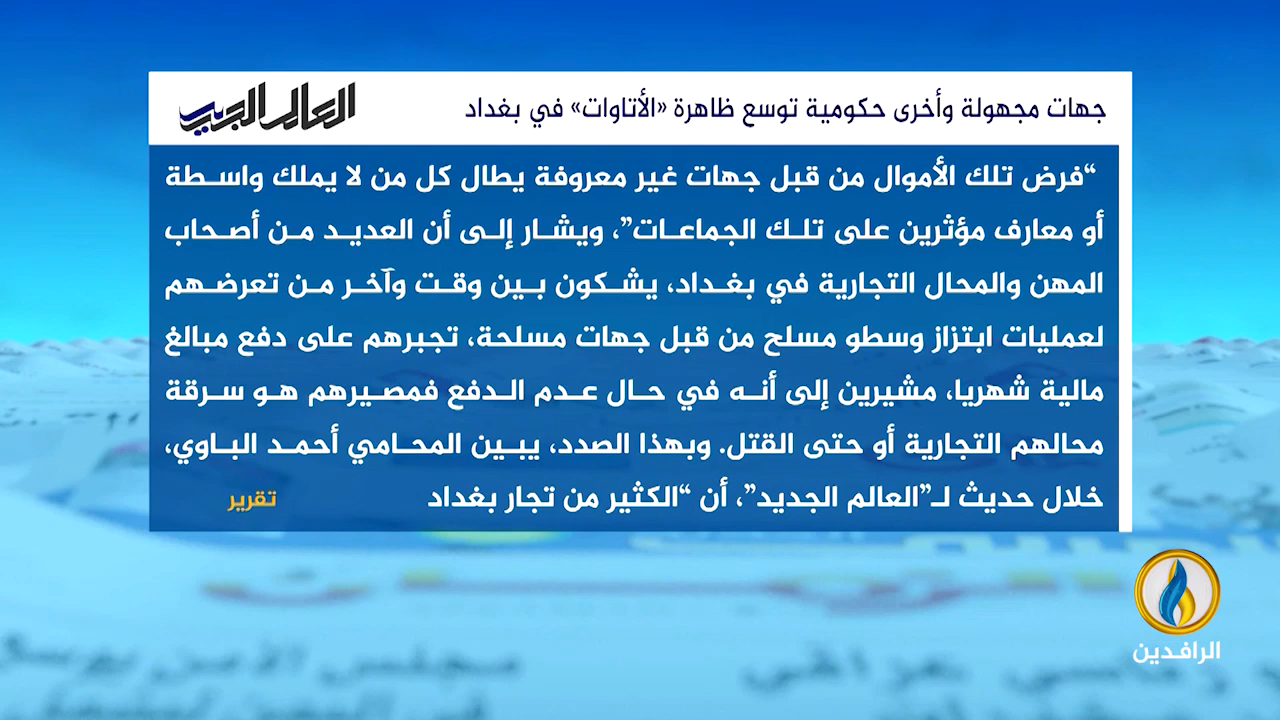 جهات مجهولة وأخرى حكومية توسع ظاهرة «الأتاوات» في بغداد
العالم الجديد
“فرض تلك الأموال من قبل جهات غير معروفة يطال كل من لا يملك واسطة
أو معارف مؤثرين على تلك الجماعات”، ويشار إلى أن العديد من أصحاب
المهن والمحال التجارية في بغداد، يشكون بين وقت وآخر من تعرضهم
لعمليات ابتزاز وسطو مسلح من قبل جهات مسلحة، تجبرهم على دفع مبالغ
مالية شهريا، مشيرين إلى أنه في حال عدم الدفع فمصيرهم هو سرقة
محالهم التجارية أو حتى القتل. وبهذا الصدد، يبين المحامي أحمد الباوي،
خلال حديث لـ”العالم الجديد”، أن “الكثير من تجار بغداد
تقرير
الرافدين
مجلس الأمن يوسع